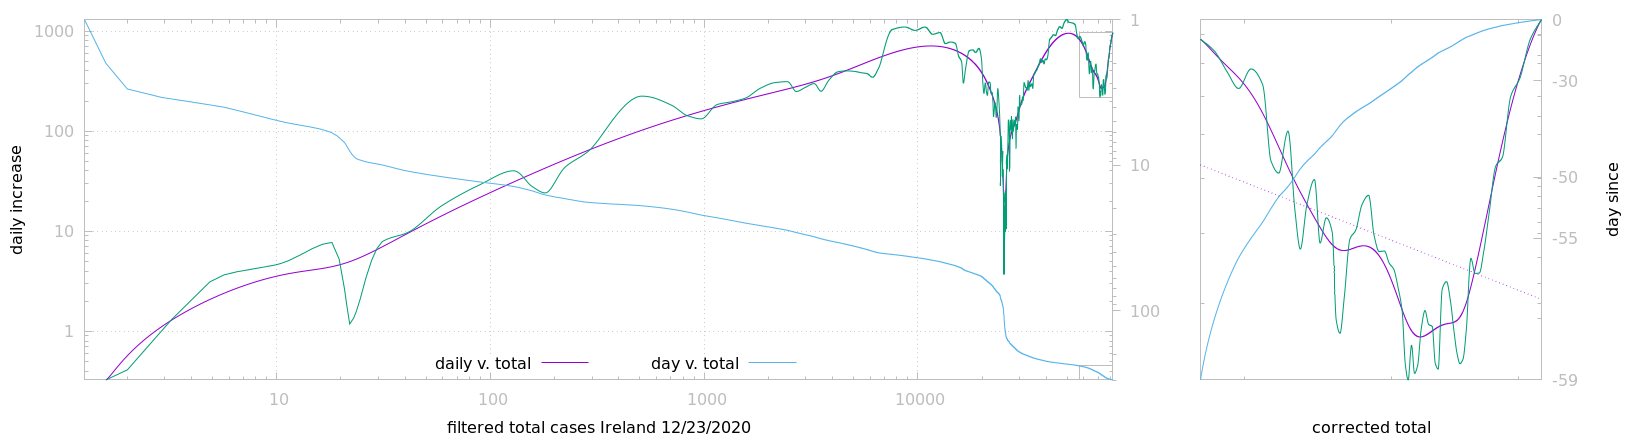 1000
100
10
1
daily increase
daily v. total
day v. total
10
100
1000
10000
filtered total cases Ireland 12/23/2020
1
10
100
0
-30
-50
-55
-59
day since
corrected total